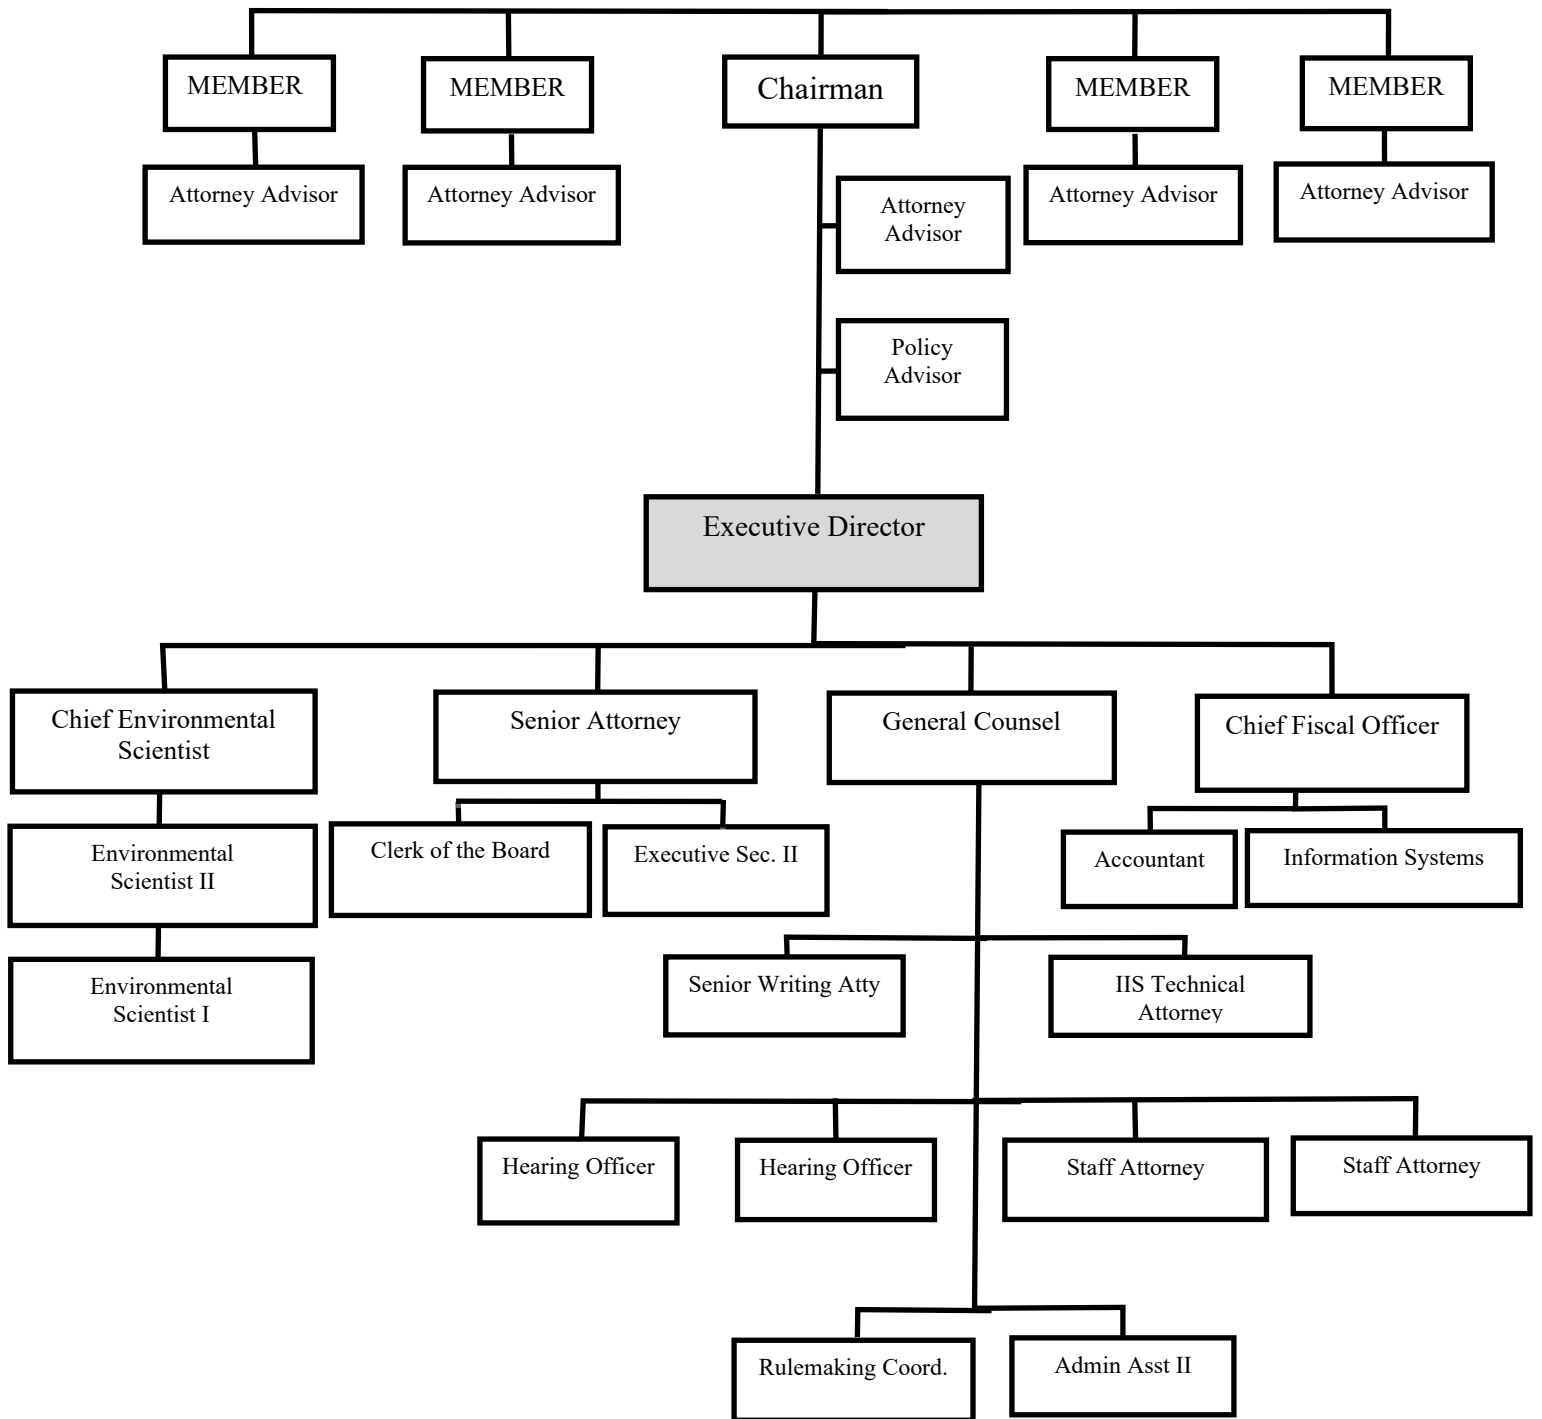 MEMBER
MEMBER
Chairman
MEMBER
MEMBER
Attorney Advisor
Attorney Advisor
Attorney
Advisor
Attorney Advisor
Attorney Advisor
Policy
Advisor
Executive Director
Chief Environmental
Scientist
Senior Attorney
General Counsel
Chief Fiscal Officer
Environmental
Scientist II
Clerk of the Board
Executive Sec. II
Accountant
Information Systems
Environmental
Scientist I
Senior Writing Atty
IIS Technical
Attorney
Hearing Officer
Hearing Officer
Staff Attorney
Staff Attorney
Rulemaking Coord.
Admin Asst II